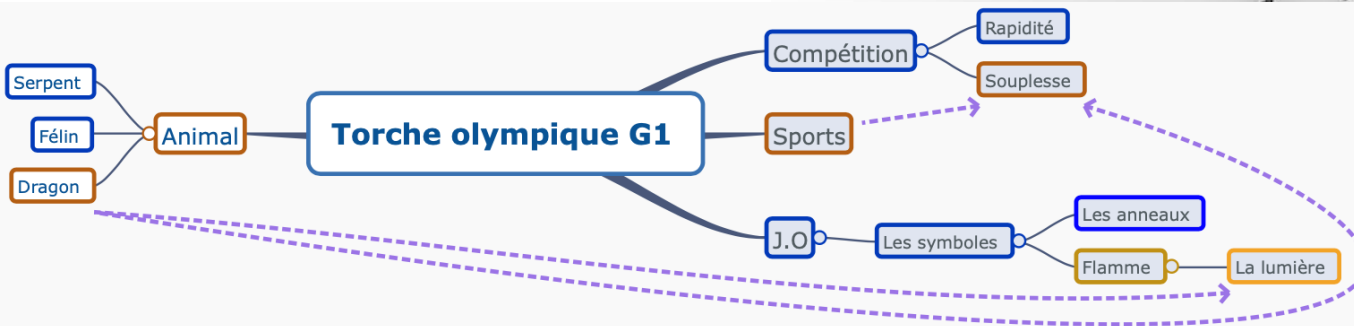 Torche olympique G1
Animal
Serpent
Félin
Dragon
Compétition
Rapidité
Souplesse
Sports
J.O
Les symboles
Les anneaux
Flamme
La lumière